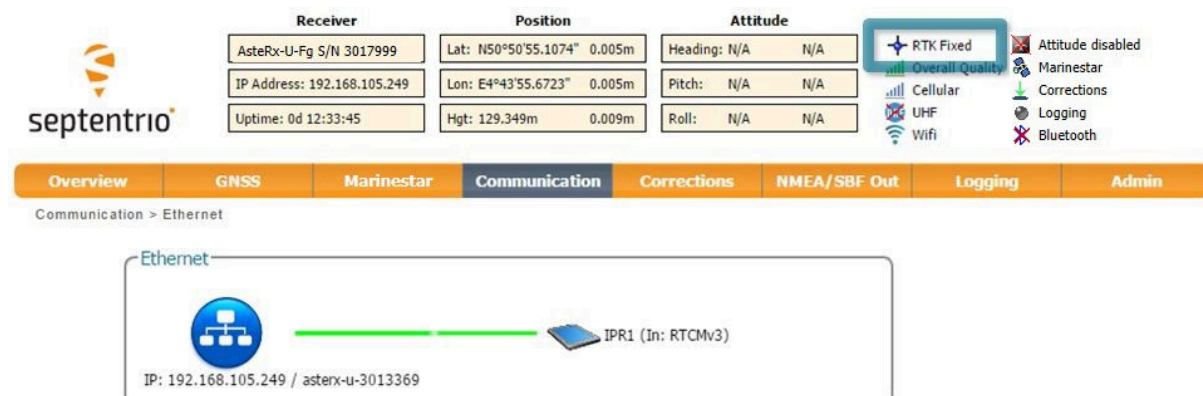 Receiver
Position
Attitude
septentrio
AsteRx-U-Fg S/N 3017999
IP Address: 192.168.105.249
Uptime: 0d 12:33:45
Lat: N50°50'55.1074" 0.005m
Lon: E4°43'55.6723" 0.005m
Hgt: 129.349m 0.009m
Heading: N/A N/A
Pitch: N/A N/A
Roll: N/A N/A
RTK Fixed
Overall Quality
Cellular
UHF
Wifi
Attitude disabled
Marinestar
Corrections
Logging
Bluetooth
Overview GNSS Marinestar Communication Corrections NMEA/SBF Out Logging Admin
Communication > Ethernet
Ethernet
IPR1 (In: RTCMv3)
IP: 192.168.105.249 / asterx-u-3013369